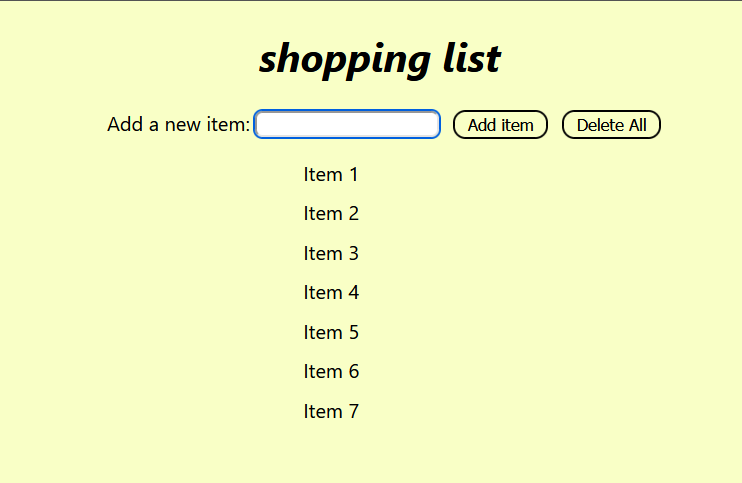 shopping list
Add a new item: Add item Delete All
Item 1
Item 2
Item 3
Item 4
Item 5
Item 6
Item 7